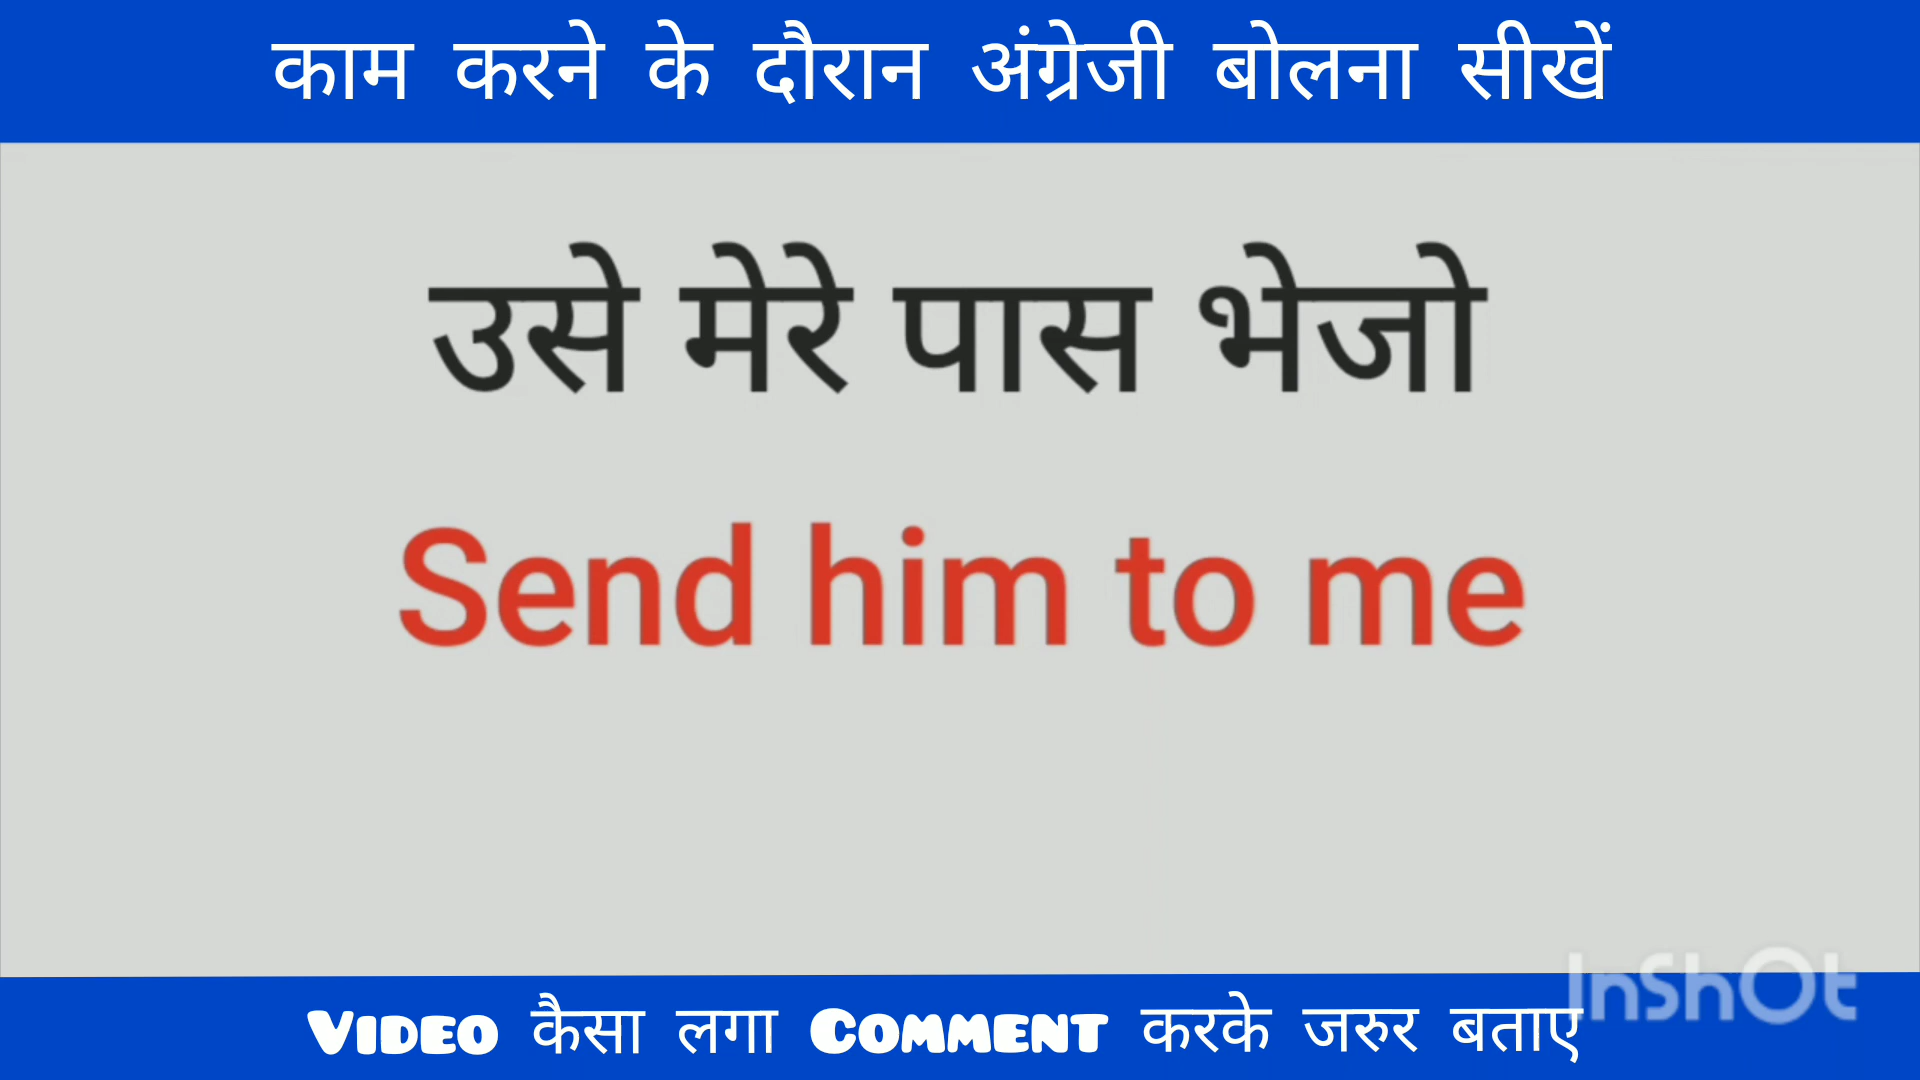 काम करने के दौरान अंग्रेजी बोलना सीखें
उसे मेरे पास भेजो
Send him to me
InShOt
VIDEO कैसा लगा COMMENT करके जरुर बताए